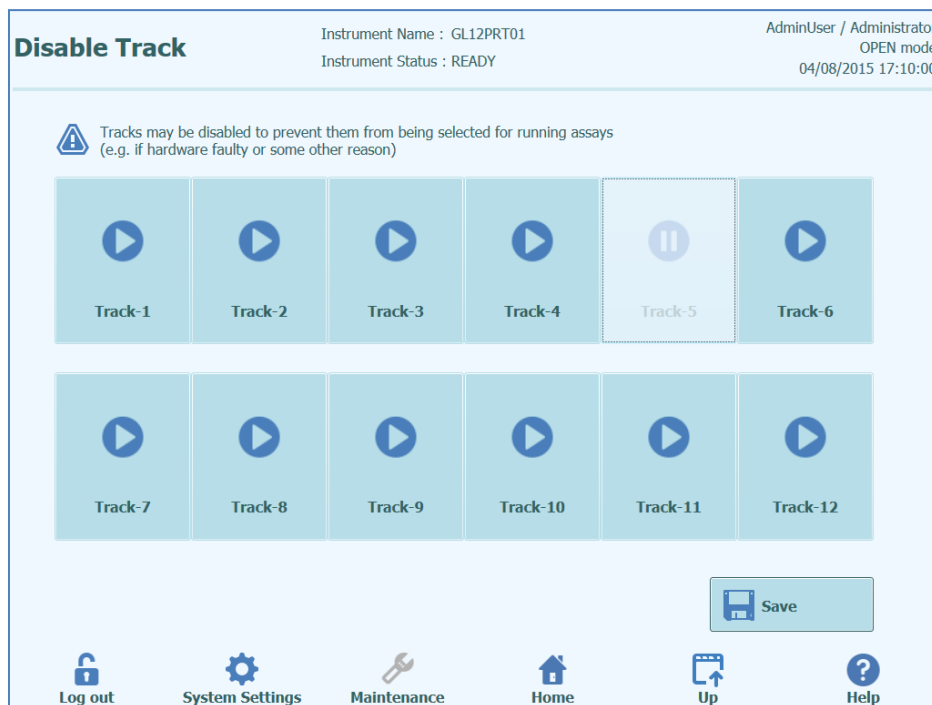 Disable Track
Instrument Name : GL12PRT01
Instrument Status : READY
AdminUser / Administrator
OPEN mode
04/08/2015 17:10:00
Tracks may be disabled to prevent them from being selected for running assays
(e.g. if hardware faulty or some other reason)
Track-1 Track-2 Track-3 Track-4 Track-5 Track-6
Track-7 Track-8 Track-9 Track-10 Track-11 Track-12
Save
Log out System Settings Maintenance Home Up Help